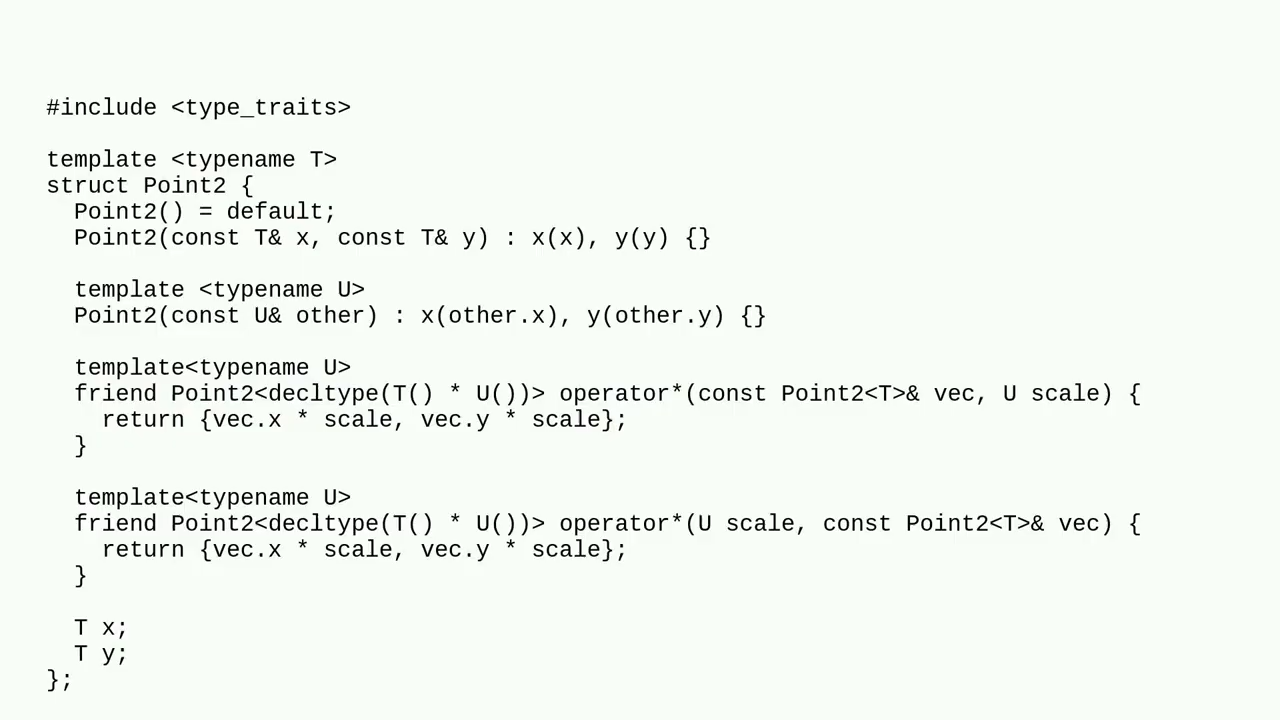 #include <type_traits>

template <typename T>
struct Point2 {
  Point2() = default;
  Point2(const T& x, const T& y) : x(x), y(y) {}

  template <typename U>
  Point2(const U& other) : x(other.x), y(other.y) {}

  template<typename U>
  friend Point2<decltype(T() * U())> operator*(const Point2<T>& vec, U scale) {
    return {vec.x * scale, vec.y * scale};
  }

  template<typename U>
  friend Point2<decltype(T() * U())> operator*(U scale, const Point2<T>& vec) {
    return {vec.x * scale, vec.y * scale};
  }

  T x;
  T y;
};